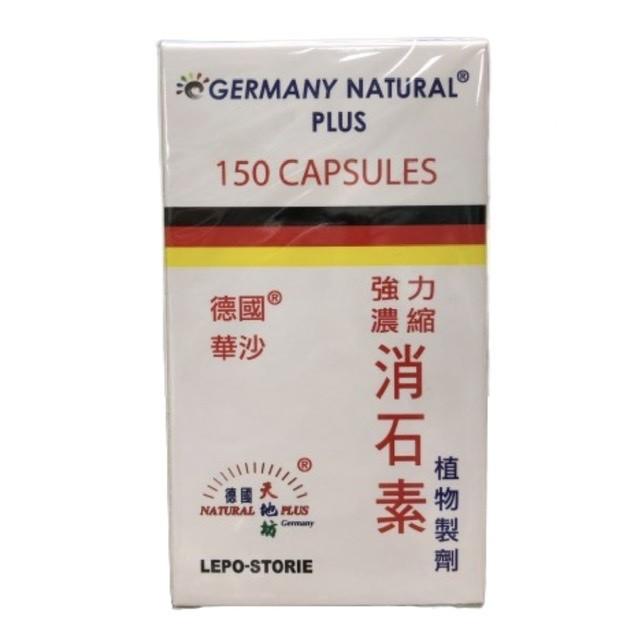 GERMANY NATURAL®
PLUS
150 CAPSULES
德國®
華沙
強力
濃縮
消石素
植物製劑
®
德國 天地坊
NATURAL PLUS
Germany
LEPO-STORIE